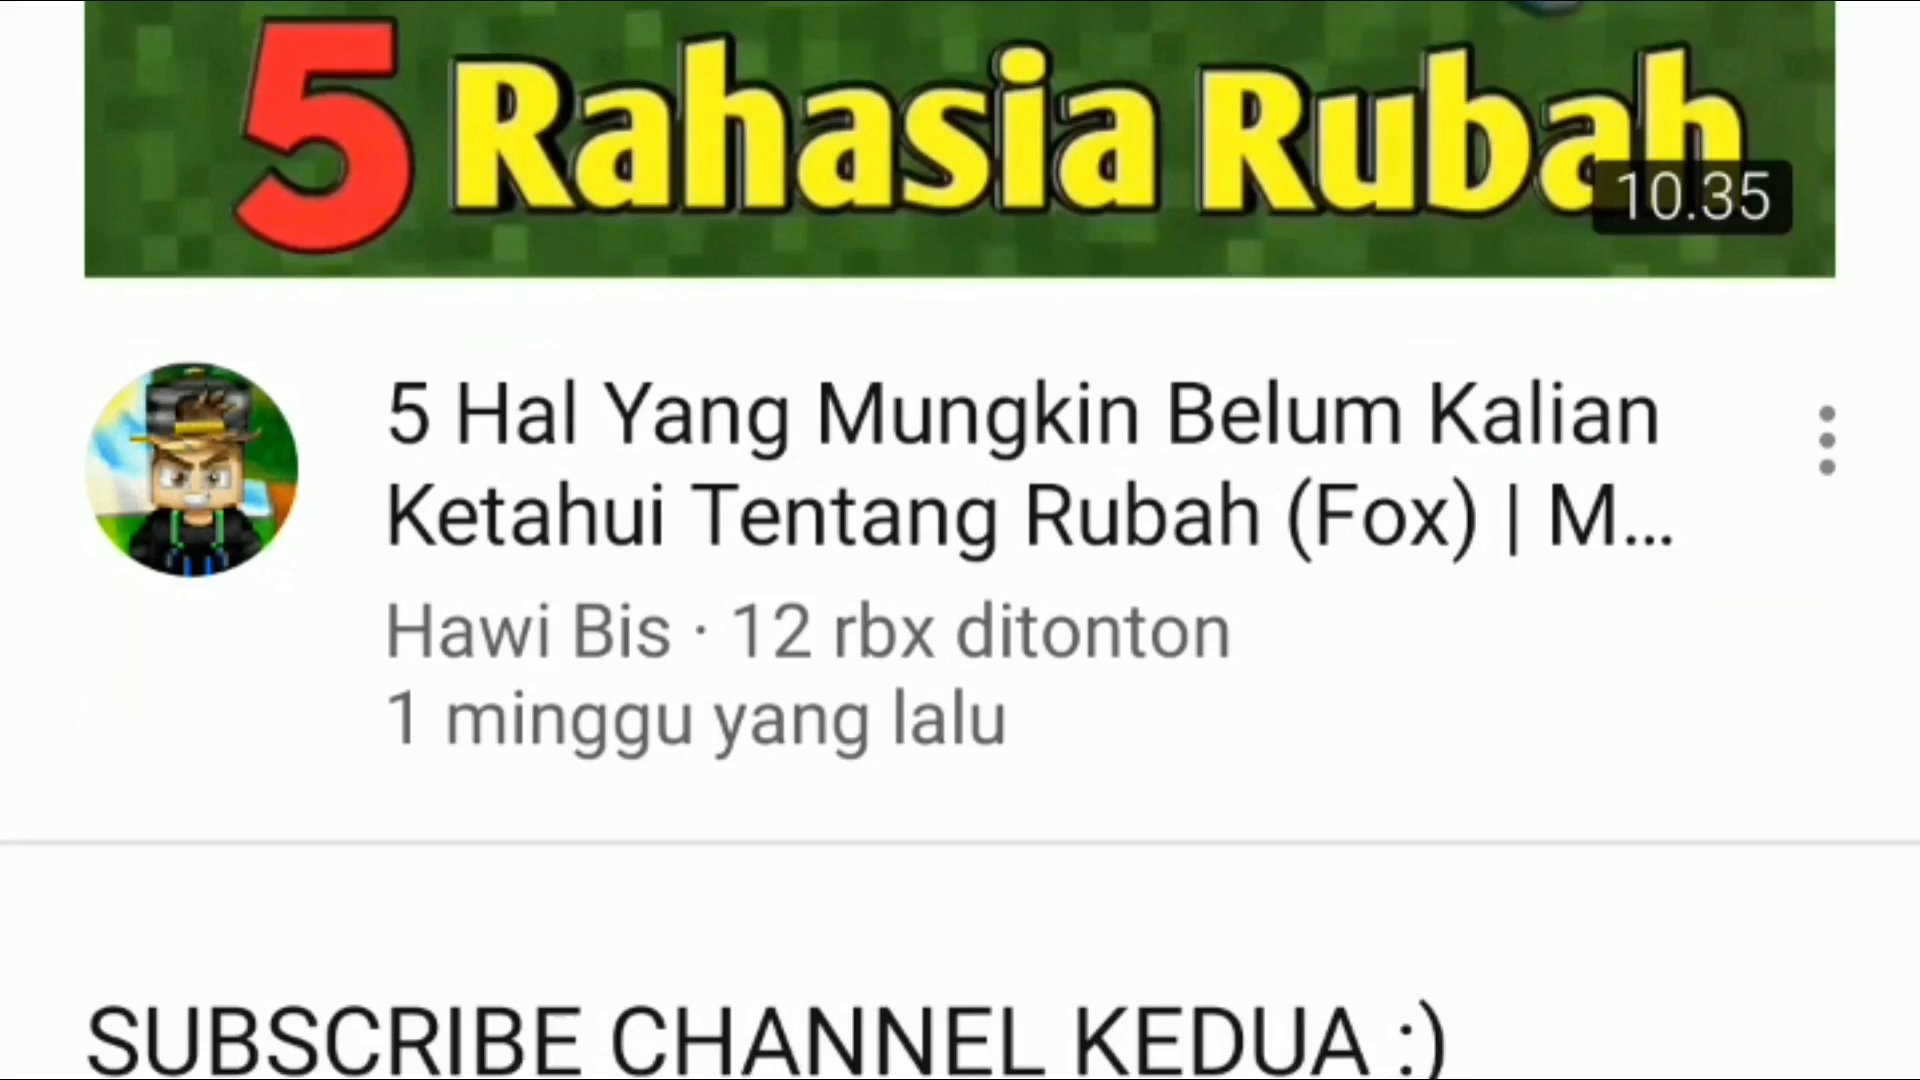 5 Rahasia Rubah
10.35
5 Hal Yang Mungkin Belum Kalian
Ketahui Tentang Rubah (Fox) | M...
Hawi Bis · 12 rbx ditonton
1 minggu yang lalu
SUBSCRIBE CHANNEL KEDUA :)